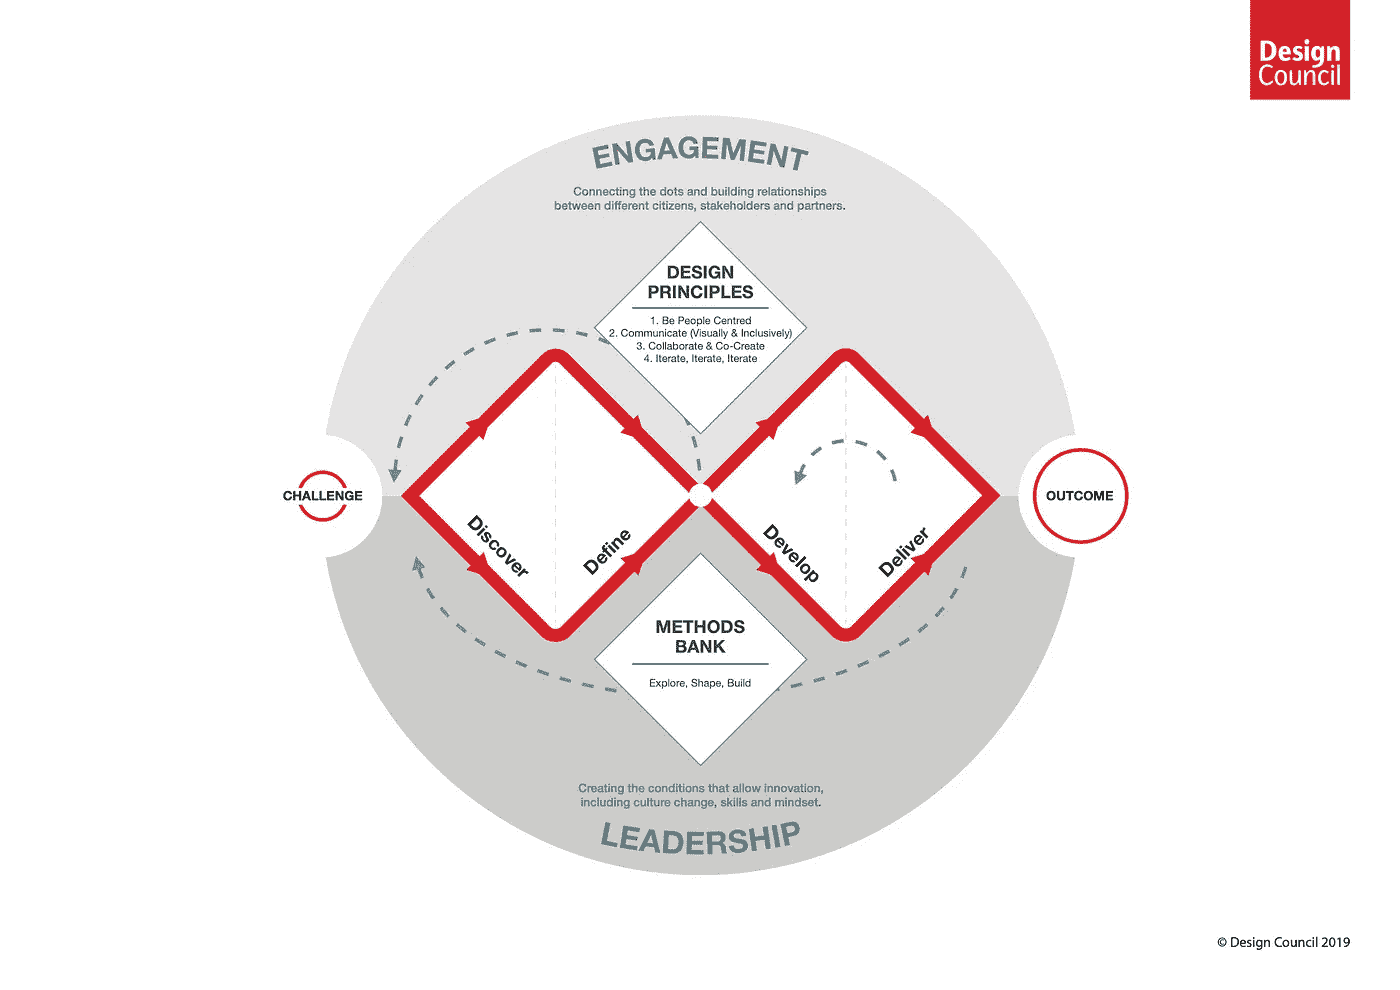 Design
Council
ENGAGEMENT
Connecting the dots and building relationships
between different citizens, stakeholders and partners.
DESIGN
PRINCIPLES
1. Be People Centred
2. Communicate (Visually & Inclusively)
3. Collaborate & Co-Create
4. Iterate, Iterate, Iterate
CHALLENGE
OUTCOME
Discover
Define
Develop
Deliver
METHODS
BANK
Explore, Shape, Build
Creating the conditions that allow innovation,
including culture change, skills and mindset.
LEADERSHIP
© Design Council 2019